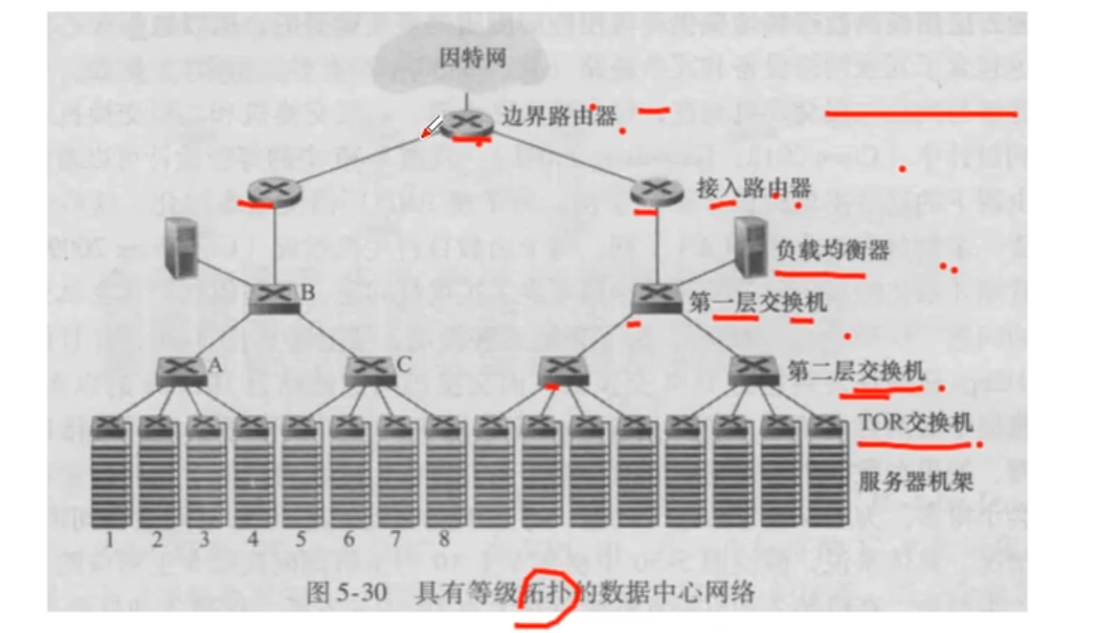 因特网
边界路由器
接入路由器
负载均衡器
B
第一层交换机
A
C
第二层交换机
TOR交换机
服务器机架
1 2 3 4 5 6 7 8
图 5-30 具有等级拓扑的数据中心网络